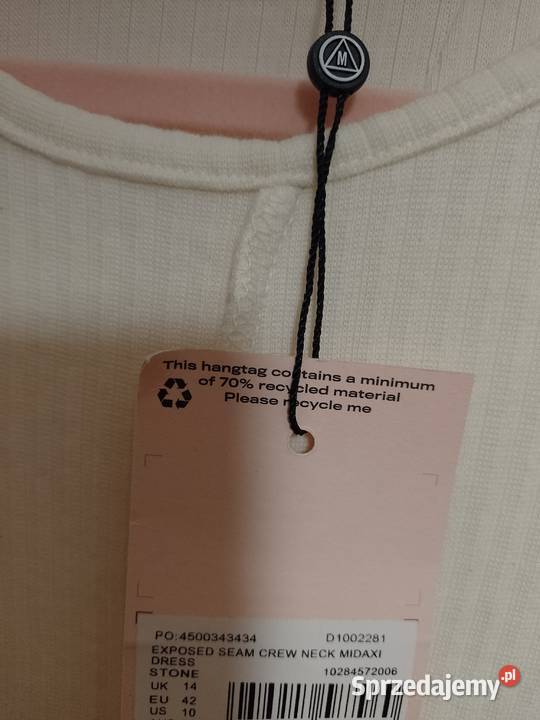 M
This hangtag contains a minimum
of 70% recycled material
Please recycle me
PO:4500343434 D1002281
EXPOSED SEAM CREW NECK MIDAXI
DRESS
STONE 10284572006
UK 14
EU 42
US 10
Sprzedajemy.pl